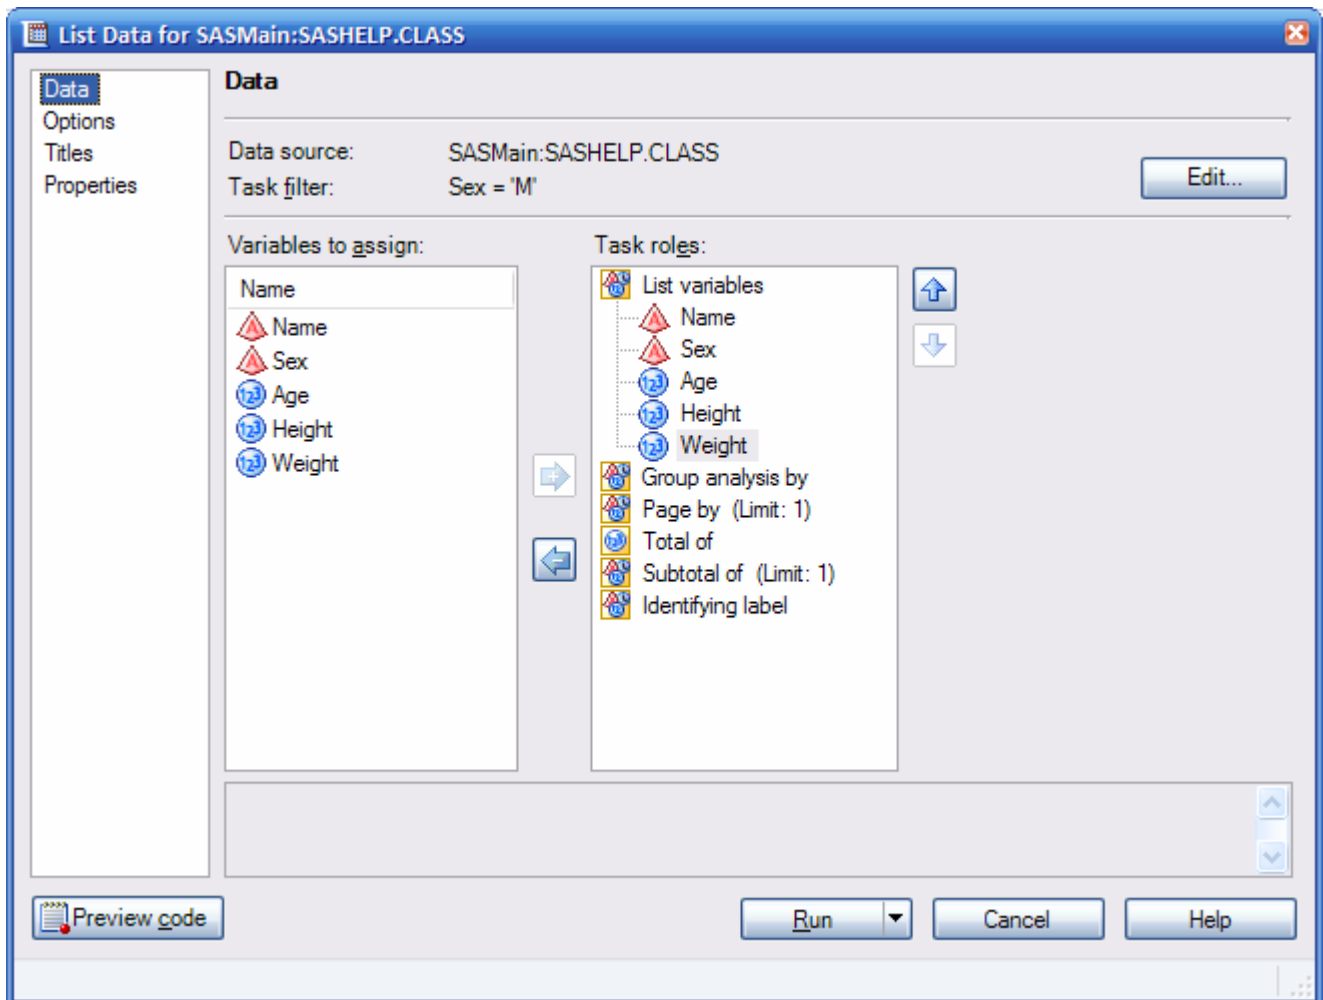 List Data for SASMain:SASHELP.CLASS
Data
Options
Titles
Properties
Data
Data source: SASMain:SASHELP.CLASS
Task filter: Sex = 'M'
Edit...
Variables to assign:
Name
Name
Sex
Age
Height
Weight
Task roles:
List variables
Name
Sex
Age
Height
Weight
Group analysis by
Page by (Limit: 1)
Total of
Subtotal of (Limit: 1)
Identifying label
Preview code
Run
Cancel
Help